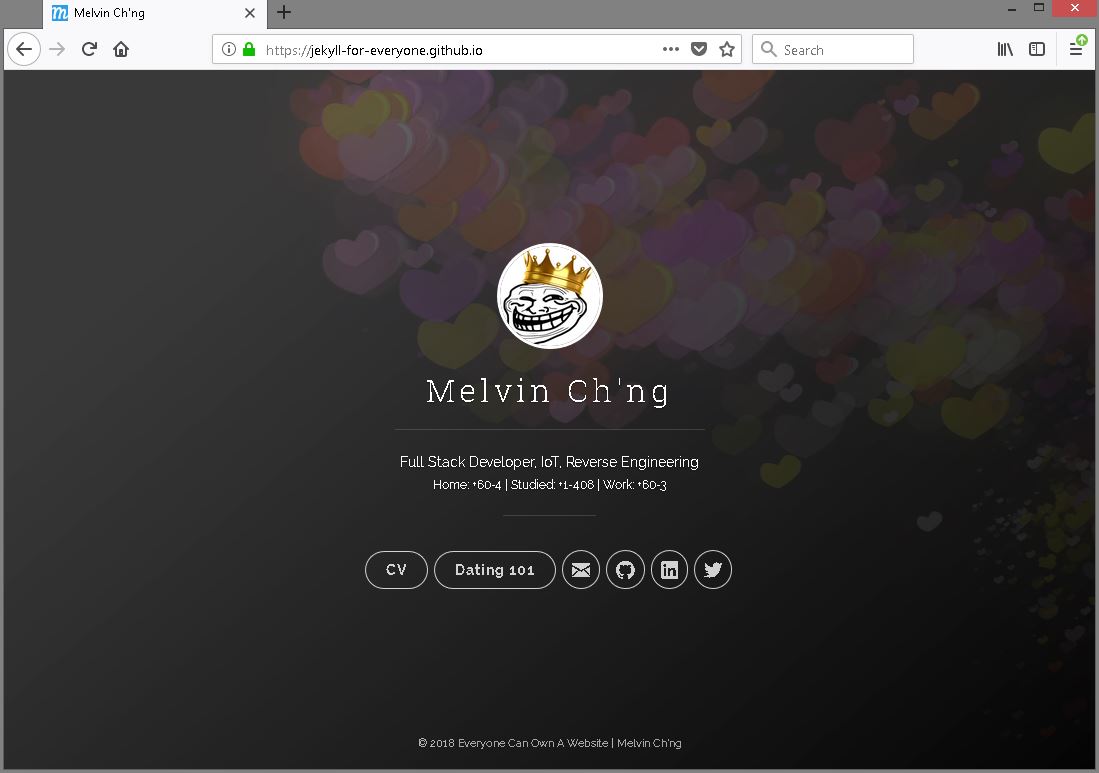 Melvin Ch'ng
https://jekyll-for-everyone.github.io
Search
Melvin Ch'ng
Full Stack Developer, IoT, Reverse Engineering
Home: +60-4 | Studied: +1-408 | Work: +60-3
CV
Dating 101
© 2018 Everyone Can Own A Website | Melvin Ch'ng